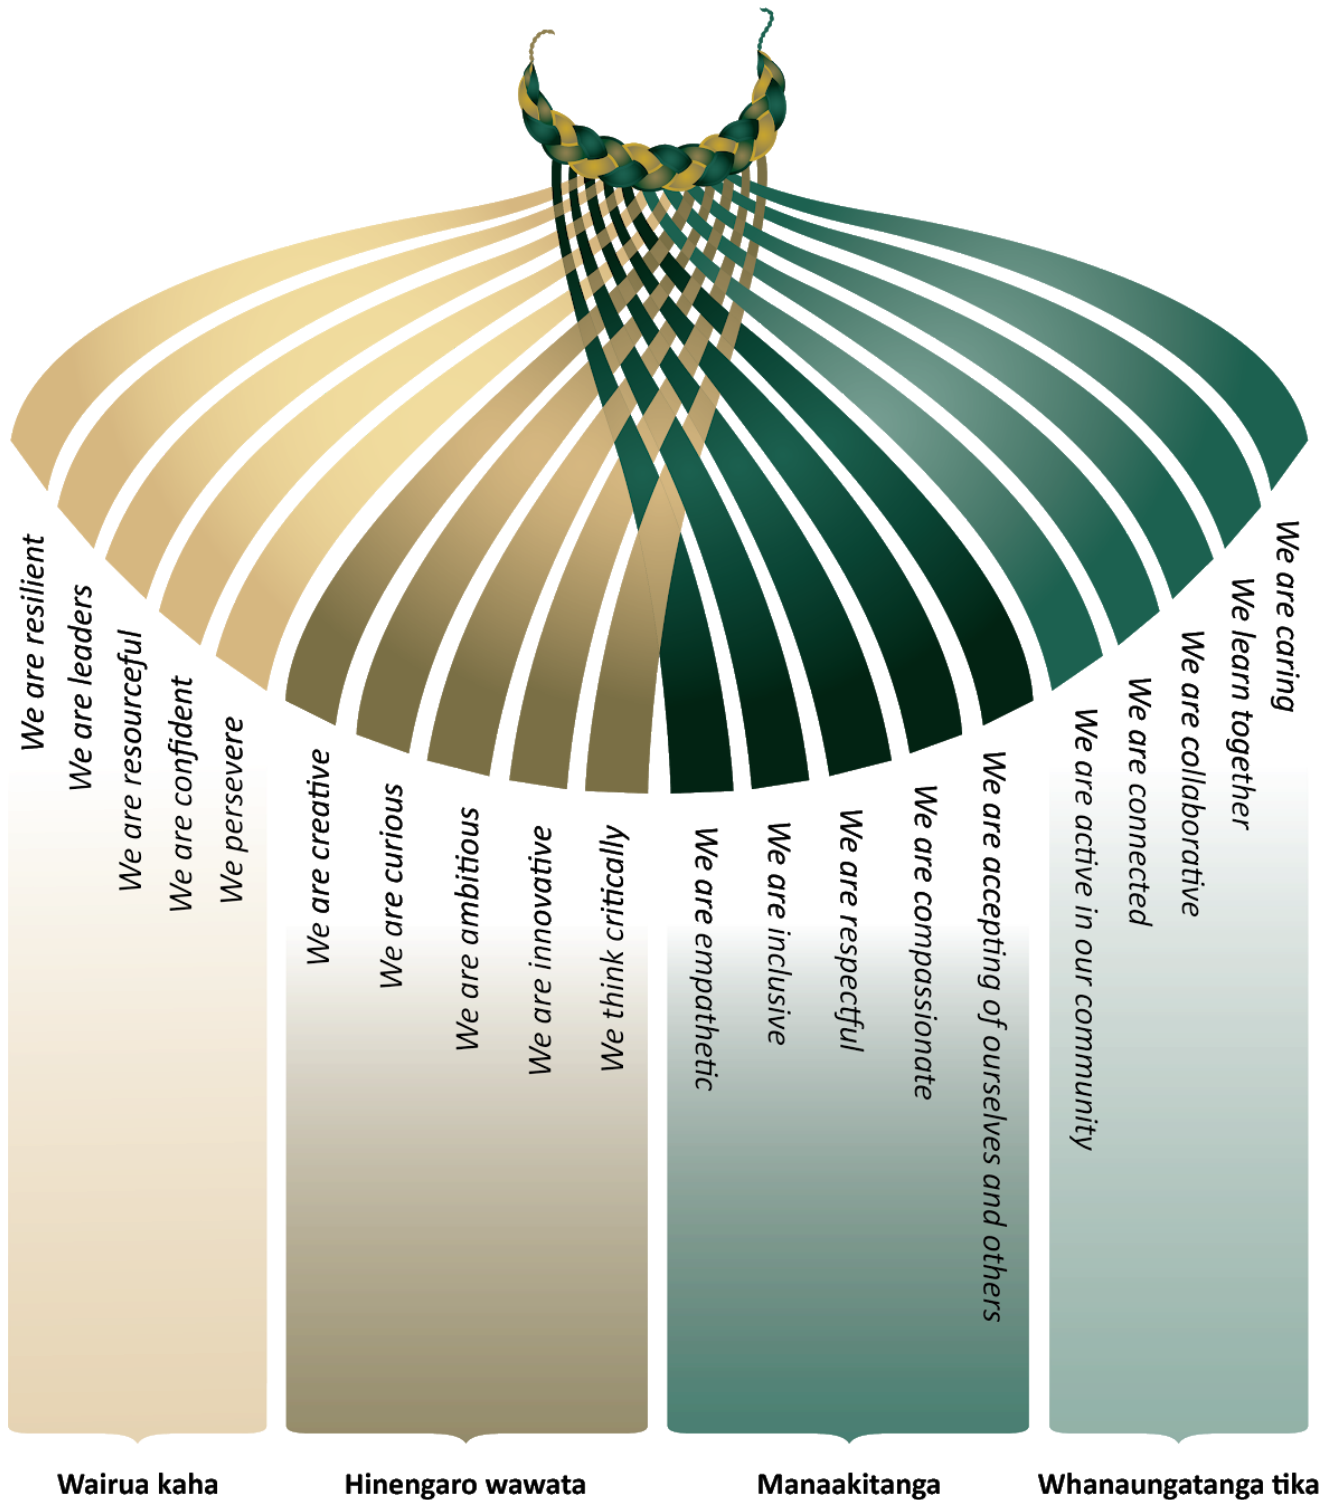 We are resilient
We are leaders
We are resourceful
We are confident
We persevere
We are creative
We are curious
We are ambitious
We are innovative
We think critically
We are empathetic
We are inclusive
We are respectful
We are compassionate
We are accepting of ourselves and others
We are active in our community
We are connected
We are collaborative
We learn together
We are caring
Wairua kaha
Hinengaro wawata
Manaakitanga
Whanaungatanga tika